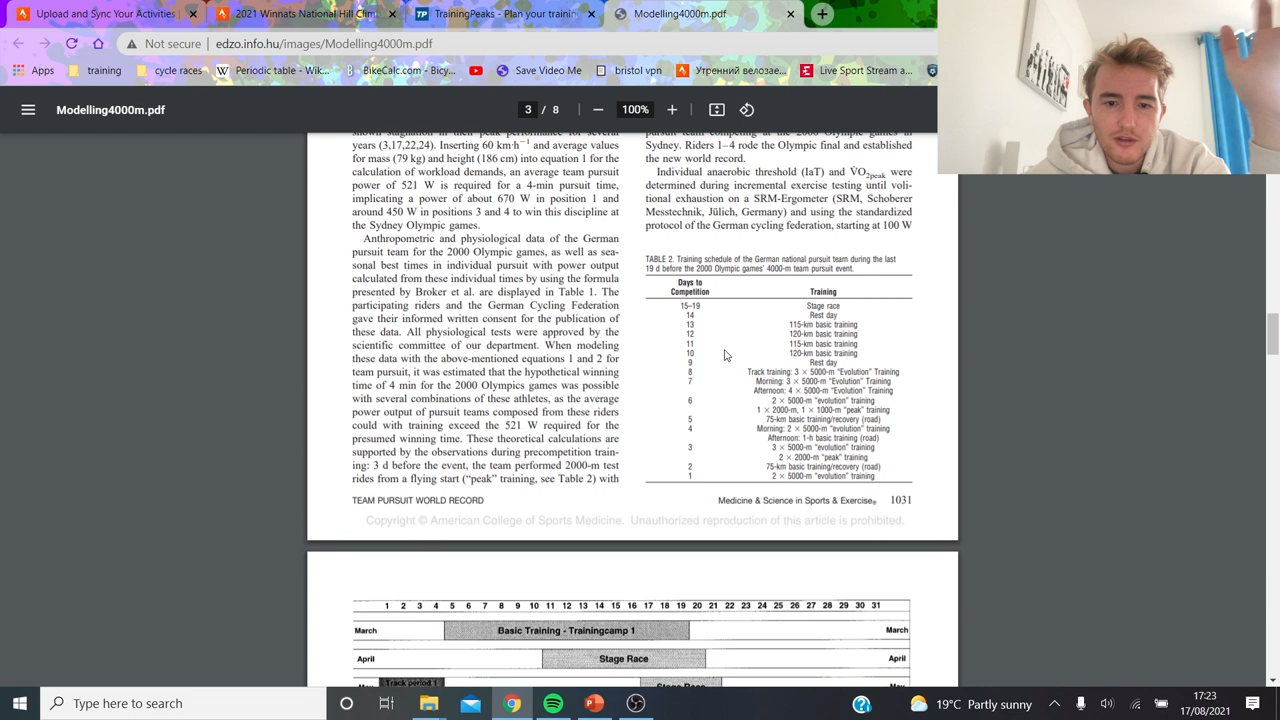 Upload and Sync Your Activities
2021 Winnats National Hill Clim
TrainingPeaks - Plan your trainin
Modelling4000m.pdf
Not secure | edzo.info.hu/images/Modelling4000m.pdf
Apps
trainng
cycle races
Periodic table - Wik...
BikeCalc.com - Bicy...
Save Video Me
bristol vpn
Утренний велозае...
Live Sport Stream a...
Modelling4000m.pdf
3 / 8
100%
shown stagnation in their peak performance for several
years (3,17,22,24). Inserting 60 km·h−1 and average values
for mass (79 kg) and height (186 cm) into equation 1 for the
calculation of workload demands, an average team pursuit
power of 521 W is required for a 4-min pursuit time,
implicating a power of about 670 W in position 1 and
around 450 W in positions 3 and 4 to win this discipline at
the Sydney Olympic games.
Anthropometric and physiological data of the German
pursuit team for the 2000 Olympic games, as well as sea-
sonal best times in individual pursuit with power output
calculated from these individual times by using the formula
presented by Broker et al. are displayed in Table 1. The
participating riders and the German Cycling Federation
gave their informed written consent for the publication of
these data. All physiological tests were approved by the
scientific committee of our department. When modeling
these data with the above-mentioned equations 1 and 2 for
team pursuit, it was estimated that the hypothetical winning
time of 4 min for the 2000 Olympics games was possible
with several combinations of these athletes, as the average
power output of pursuit teams composed from these riders
could with training exceed the 521 W required for the
presumed winning time. These theoretical calculations are
supported by the observations during precompetition train-
ing: 3 d before the event, the team performed 2000-m test
rides from a flying start ("peak" training, see Table 2) with
pursuit team competing at the 2000 Olympic games in
Sydney. Riders 1–4 rode the Olympic final and established
the new world record.
Individual anaerobic threshold (IaT) and V̇O2peak were
determined during incremental exercise testing until voli-
tional exhaustion on a SRM-Ergometer (SRM, Schoberer
Messtechnik, Jülich, Germany) and using the standardized
protocol of the German cycling federation, starting at 100 W
TABLE 2. Training schedule of the German national pursuit team during the last
19 d before the 2000 Olympic games' 4000-m team pursuit event.
Days to
Competition Training
15–19 Stage race
14 Rest day
13 115-km basic training
12 120-km basic training
11 115-km basic training
10 120-km basic training
9 Rest day
8 Track training: 3 × 5000-m "Evolution" Training
7 Morning: 3 × 5000-m "Evolution" Training
Afternoon: 4 × 5000-m "Evolution" Training
6 2 × 5000-m "evolution" training
1 × 2000-m, 1 × 1000-m "peak" training
5 75-km basic training/recovery (road)
4 Morning: 2 × 5000-m "evolution" training
Afternoon: 1-h basic training (road)
3 3 × 5000-m "evolution" training
2 × 2000-m "peak" training
2 75-km basic training/recovery (road)
1 2 × 5000-m "evolution" training
TEAM PURSUIT WORLD RECORD
Medicine & Science in Sports & Exercise® 1031
Copyright © American College of Sports Medicine. Unauthorized reproduction of this article is prohibited.
1 2 3 4 5 6 7 8 9 10 11 12 13 14 15 16 17 18 19 20 21 22 23 24 25 26 27 28 29 30 31
March Basic Training - Trainingcamp 1 March
April Stage Race April
Track period 1
Type here to search
19°C Partly sunny
17:23
17/08/2021